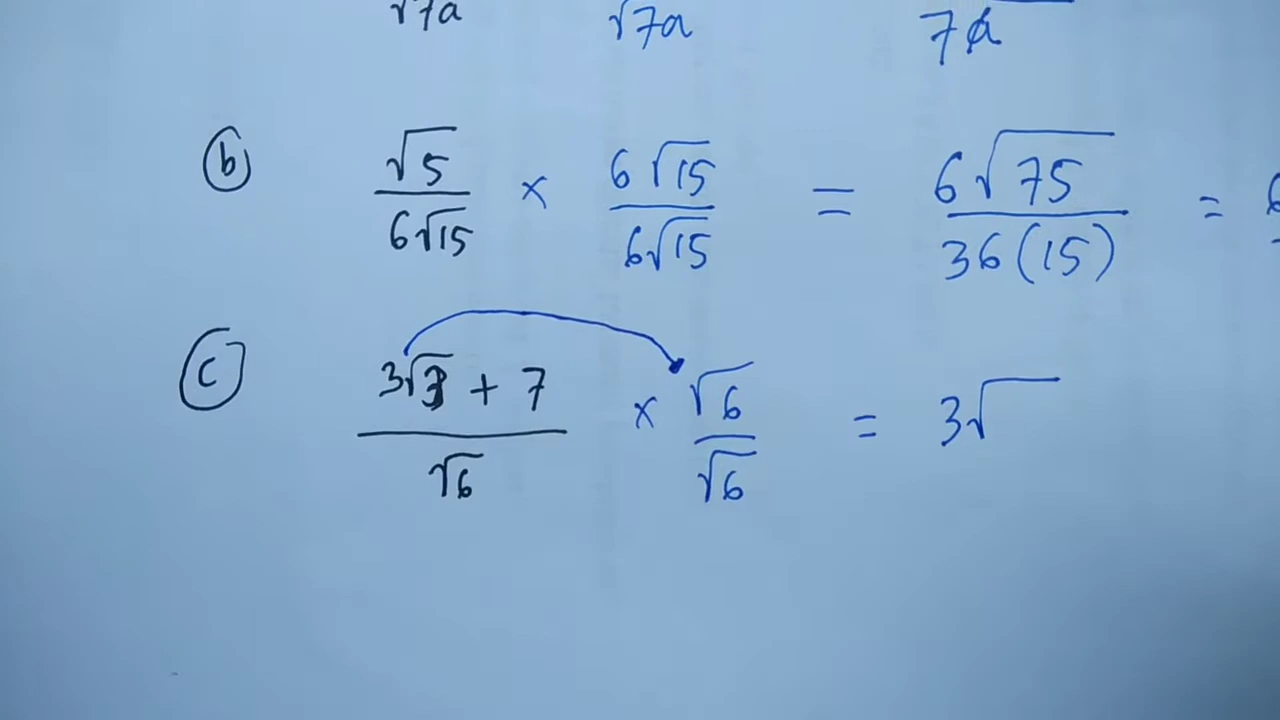 √7a √7a 7a
(b) √5/6√15 × 6√15/6√15 = 6√75/36(15) =
(c) (3√3 + 7)/√6 × √6/√6 = 3√